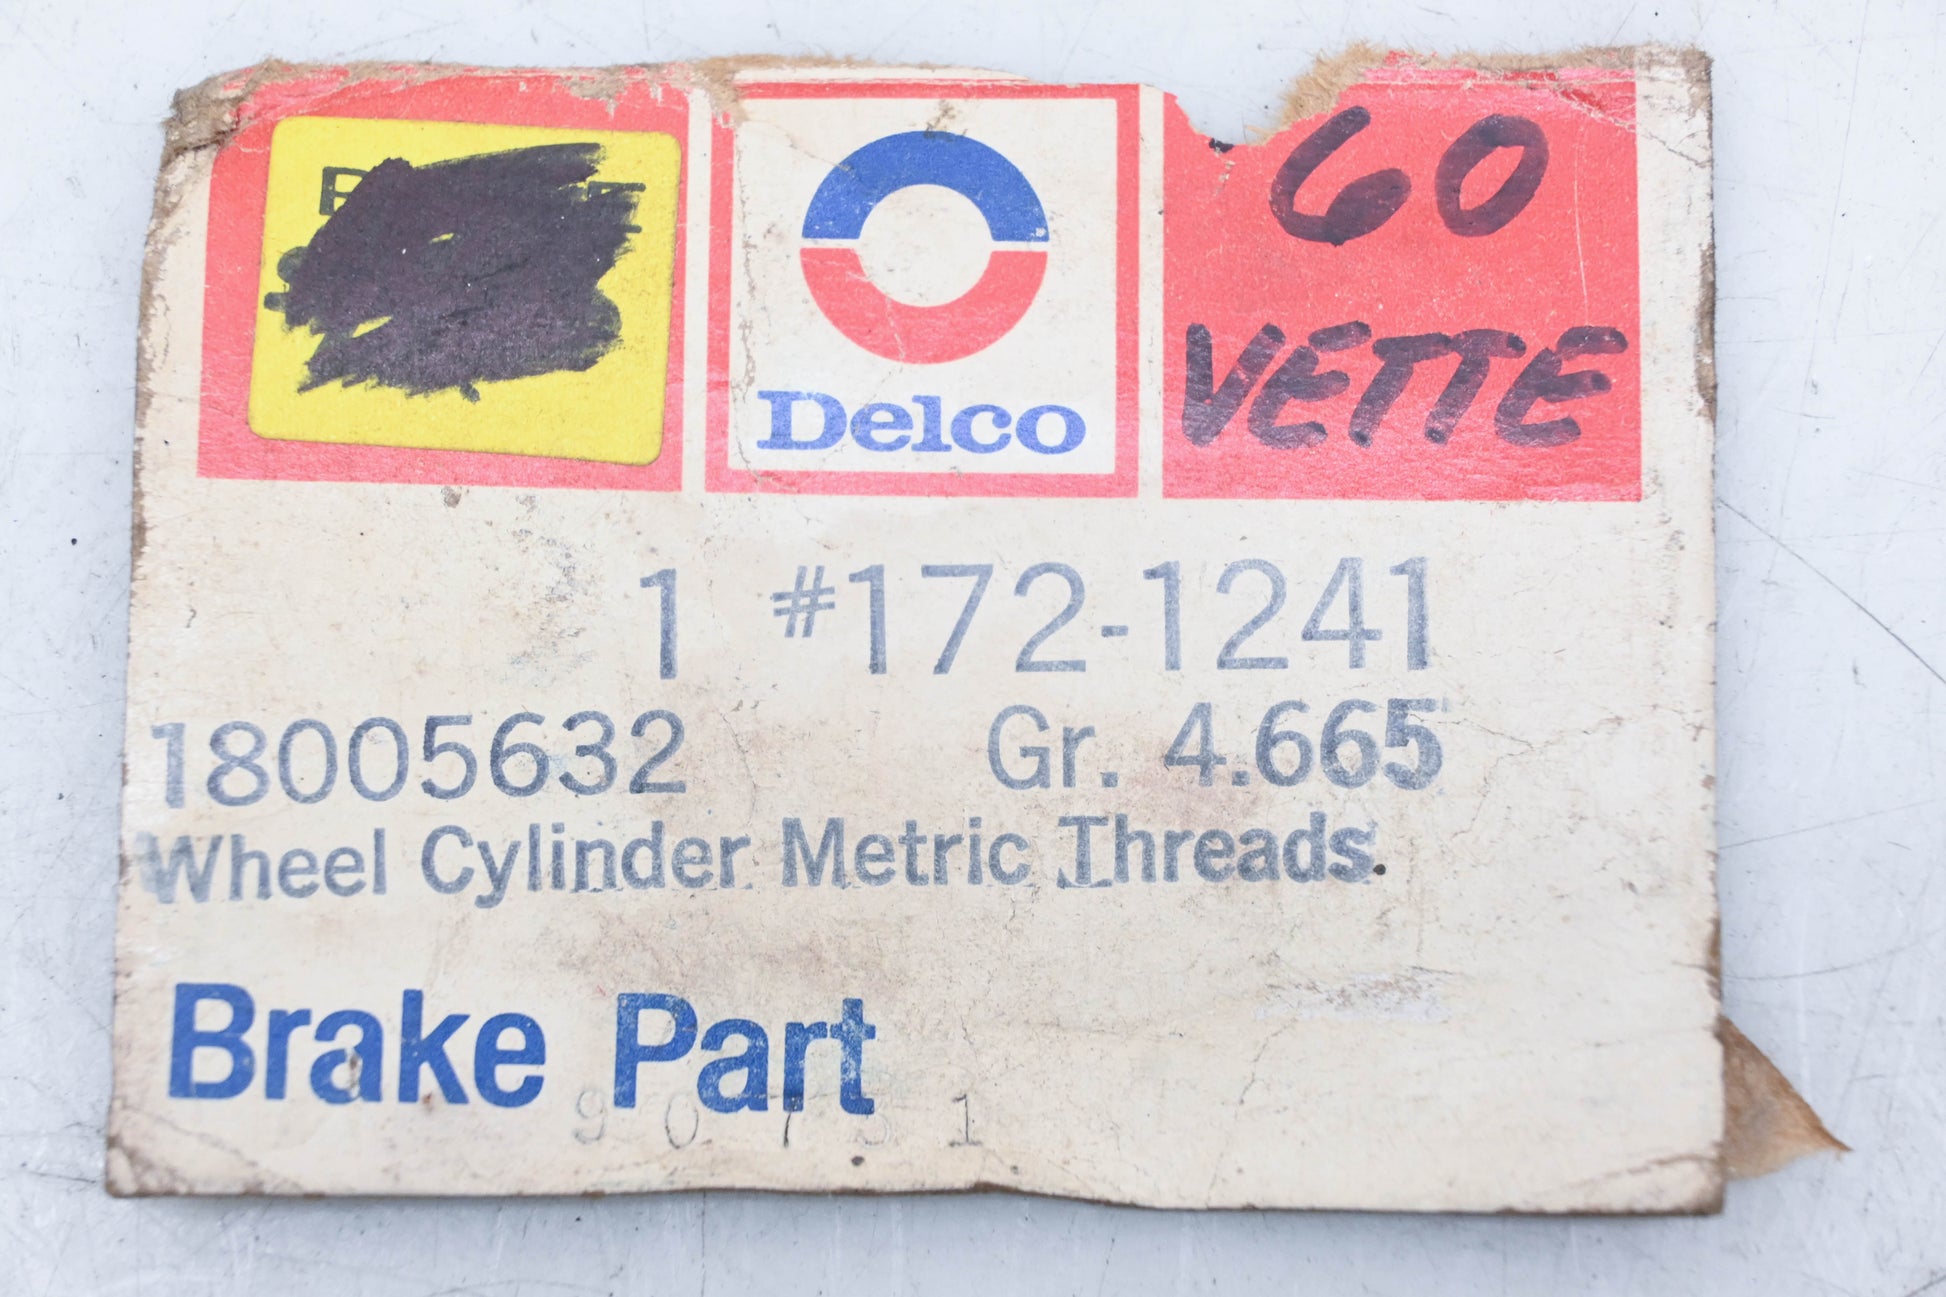 60
VETTE
Delco
1 #172-1241
18005632 Gr. 4.665
Wheel Cylinder Metric Threads.
Brake Part